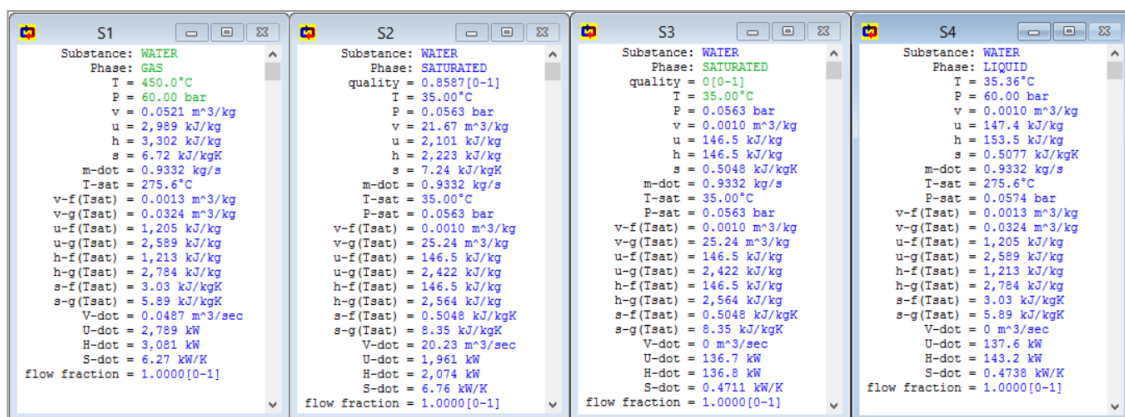 S1
Substance: WATER
Phase: GAS
T = 450.0°C
P = 60.00 bar
v = 0.0521 m^3/kg
u = 2,989 kJ/kg
h = 3,302 kJ/kg
s = 6.72 kJ/kgK
m-dot = 0.9332 kg/s
T-sat = 275.6°C
v-f(Tsat) = 0.0013 m^3/kg
v-g(Tsat) = 0.0324 m^3/kg
u-f(Tsat) = 1,205 kJ/kg
u-g(Tsat) = 2,589 kJ/kg
h-f(Tsat) = 1,213 kJ/kg
h-g(Tsat) = 2,784 kJ/kg
s-f(Tsat) = 3.03 kJ/kgK
s-g(Tsat) = 5.89 kJ/kgK
V-dot = 0.0487 m^3/sec
U-dot = 2,789 kW
H-dot = 3,081 kW
S-dot = 6.27 kW/K
flow fraction = 1.0000[0-1]
S2
Substance: WATER
Phase: SATURATED
quality = 0.8587[0-1]
T = 35.00°C
P = 0.0563 bar
v = 21.67 m^3/kg
u = 2,101 kJ/kg
h = 2,223 kJ/kg
s = 7.24 kJ/kgK
m-dot = 0.9332 kg/s
T-sat = 35.00°C
P-sat = 0.0563 bar
v-f(Tsat) = 0.0010 m^3/kg
v-g(Tsat) = 25.24 m^3/kg
u-f(Tsat) = 146.5 kJ/kg
u-g(Tsat) = 2,422 kJ/kg
h-f(Tsat) = 146.5 kJ/kg
h-g(Tsat) = 2,564 kJ/kg
s-f(Tsat) = 0.5048 kJ/kgK
s-g(Tsat) = 8.35 kJ/kgK
V-dot = 20.23 m^3/sec
U-dot = 1,961 kW
H-dot = 2,074 kW
S-dot = 6.76 kW/K
flow fraction = 1.0000[0-1]
S3
Substance: WATER
Phase: SATURATED
quality = 0[0-1]
T = 35.00°C
P = 0.0563 bar
v = 0.0010 m^3/kg
u = 146.5 kJ/kg
h = 146.5 kJ/kg
s = 0.5048 kJ/kgK
m-dot = 0.9332 kg/s
T-sat = 35.00°C
P-sat = 0.0563 bar
v-f(Tsat) = 0.0010 m^3/kg
v-g(Tsat) = 25.24 m^3/kg
u-f(Tsat) = 146.5 kJ/kg
u-g(Tsat) = 2,422 kJ/kg
h-f(Tsat) = 146.5 kJ/kg
h-g(Tsat) = 2,564 kJ/kg
s-f(Tsat) = 0.5048 kJ/kgK
s-g(Tsat) = 8.35 kJ/kgK
V-dot = 0 m^3/sec
U-dot = 136.7 kW
H-dot = 136.8 kW
S-dot = 0.4711 kW/K
flow fraction = 1.0000[0-1]
S4
Substance: WATER
Phase: LIQUID
T = 35.36°C
P = 60.00 bar
v = 0.0010 m^3/kg
u = 147.4 kJ/kg
h = 153.5 kJ/kg
s = 0.5077 kJ/kgK
m-dot = 0.9332 kg/s
T-sat = 275.6°C
P-sat = 0.0574 bar
v-f(Tsat) = 0.0013 m^3/kg
v-g(Tsat) = 0.0324 m^3/kg
u-f(Tsat) = 1,205 kJ/kg
u-g(Tsat) = 2,589 kJ/kg
h-f(Tsat) = 1,213 kJ/kg
h-g(Tsat) = 2,784 kJ/kg
s-f(Tsat) = 3.03 kJ/kgK
s-g(Tsat) = 5.89 kJ/kgK
V-dot = 0 m^3/sec
U-dot = 137.6 kW
H-dot = 143.2 kW
S-dot = 0.4738 kW/K
flow fraction = 1.0000[0-1]